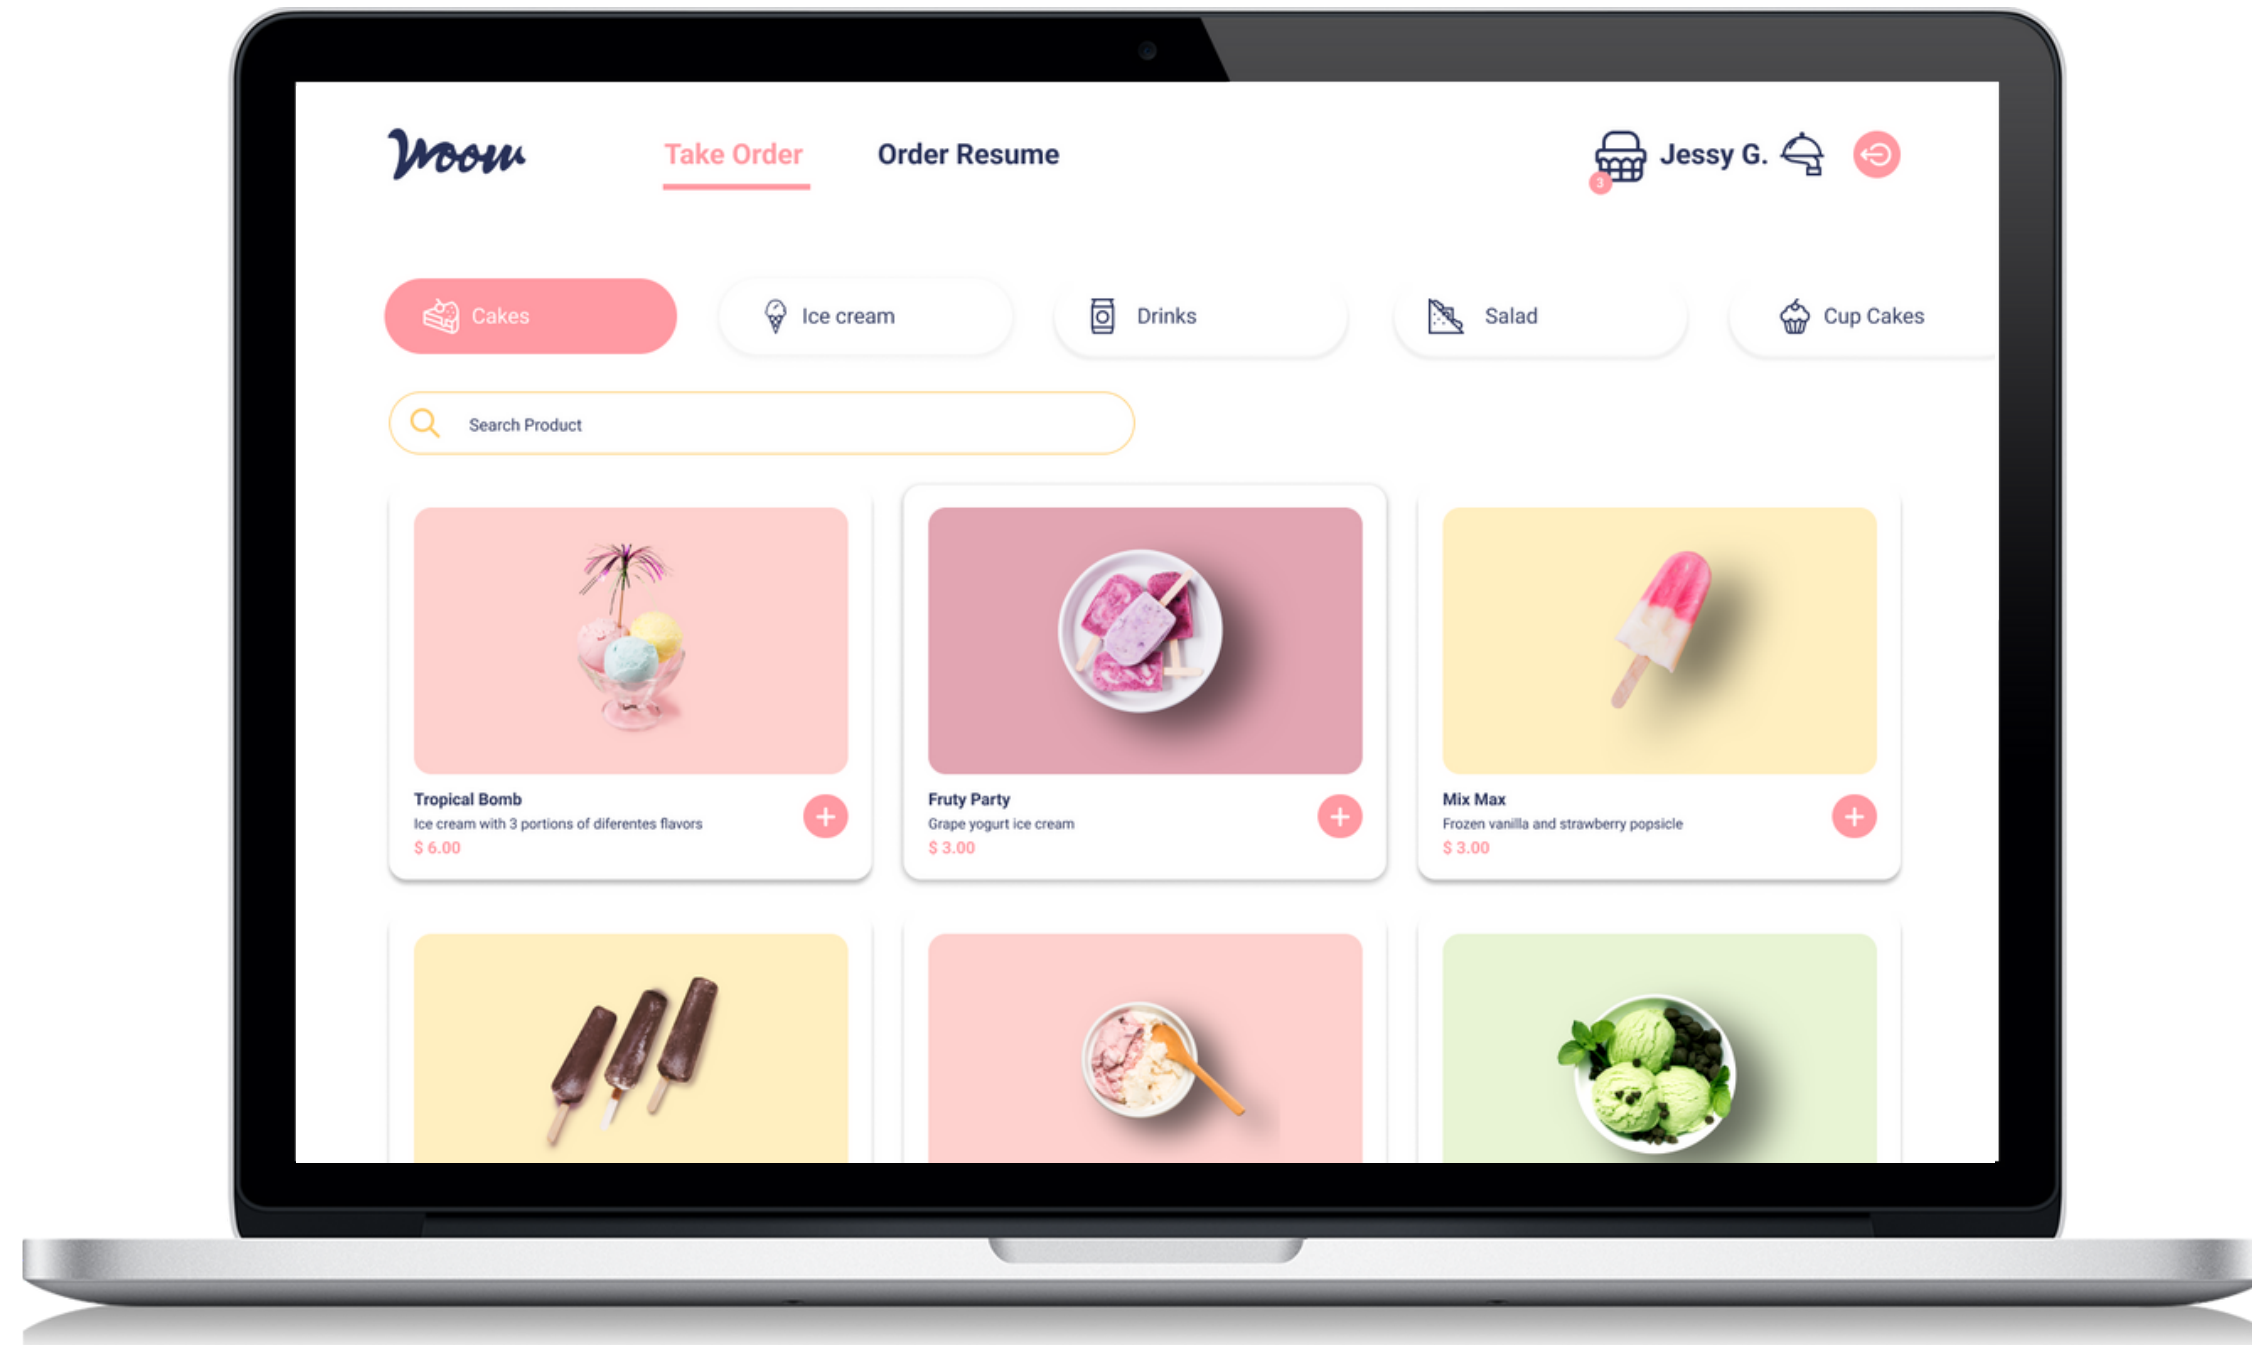 Woow
Take Order
Order Resume
3
Jessy G.
Cakes
Ice cream
Drinks
Salad
Cup Cakes
Search Product
Tropical Bomb
Ice cream with 3 portions of diferentes flavors
$ 6.00
Fruty Party
Grape yogurt ice cream
$ 3.00
Mix Max
Frozen vanilla and strawberry popsicle
$ 3.00